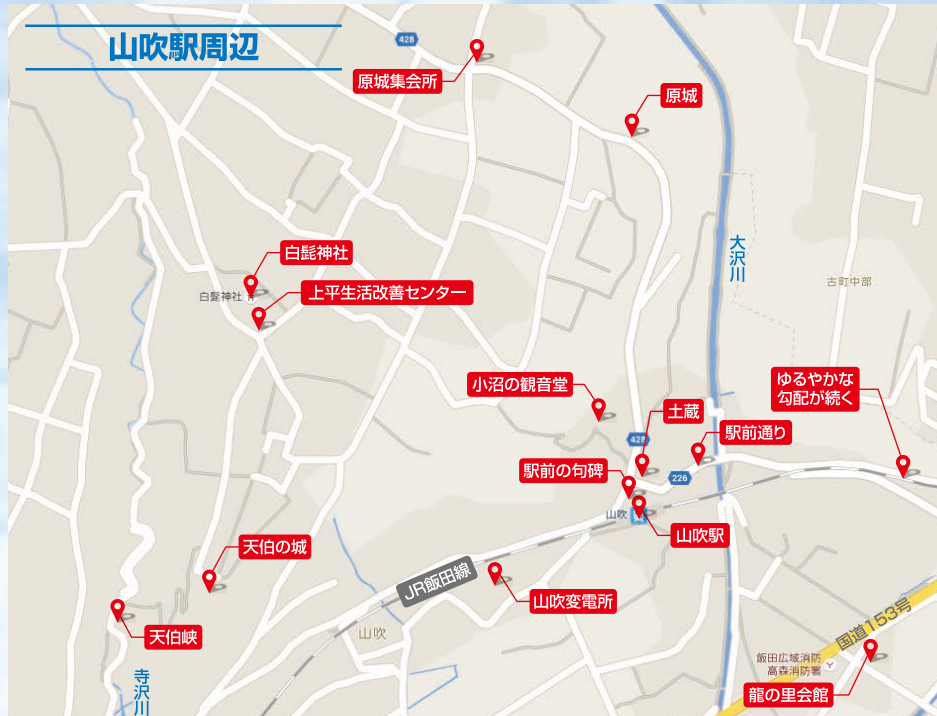 山吹駅周辺
428
原城集会所
原城
大沢川
古町中部
白髭神社
白髭神社
上平生活改善センター
小沼の観音堂
土蔵
428
駅前通り
ゆるやかな
勾配が続く
駅前の句碑
226
山吹
山吹駅
天伯の城
JR飯田線
山吹変電所
天伯峡
山吹
国道153号
飯田広域消防
高森消防署
龍の里会館
寺沢川